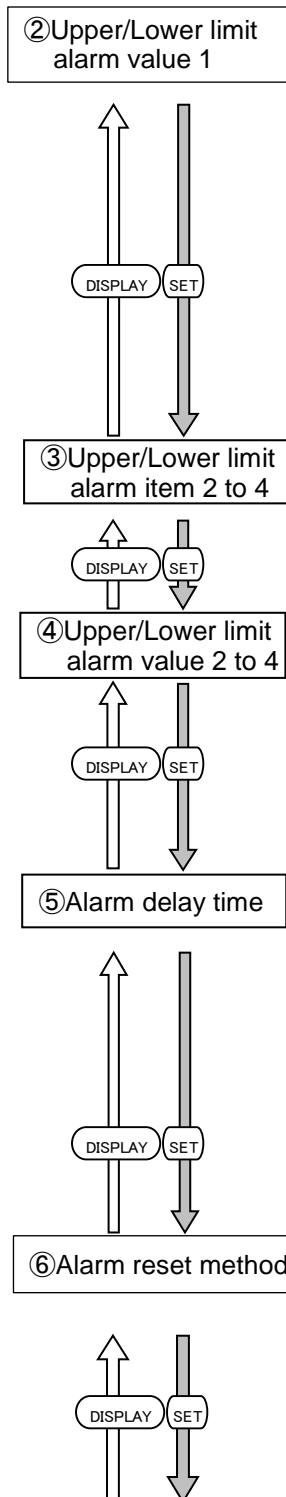 ②Upper/Lower limit
alarm value 1
DISPLAY SET
③Upper/Lower limit
alarm item 2 to 4
DISPLAY SET
④Upper/Lower limit
alarm value 2 to 4
DISPLAY SET
⑤Alarm delay time
DISPLAY SET
⑥Alarm reset method
DISPLAY SET